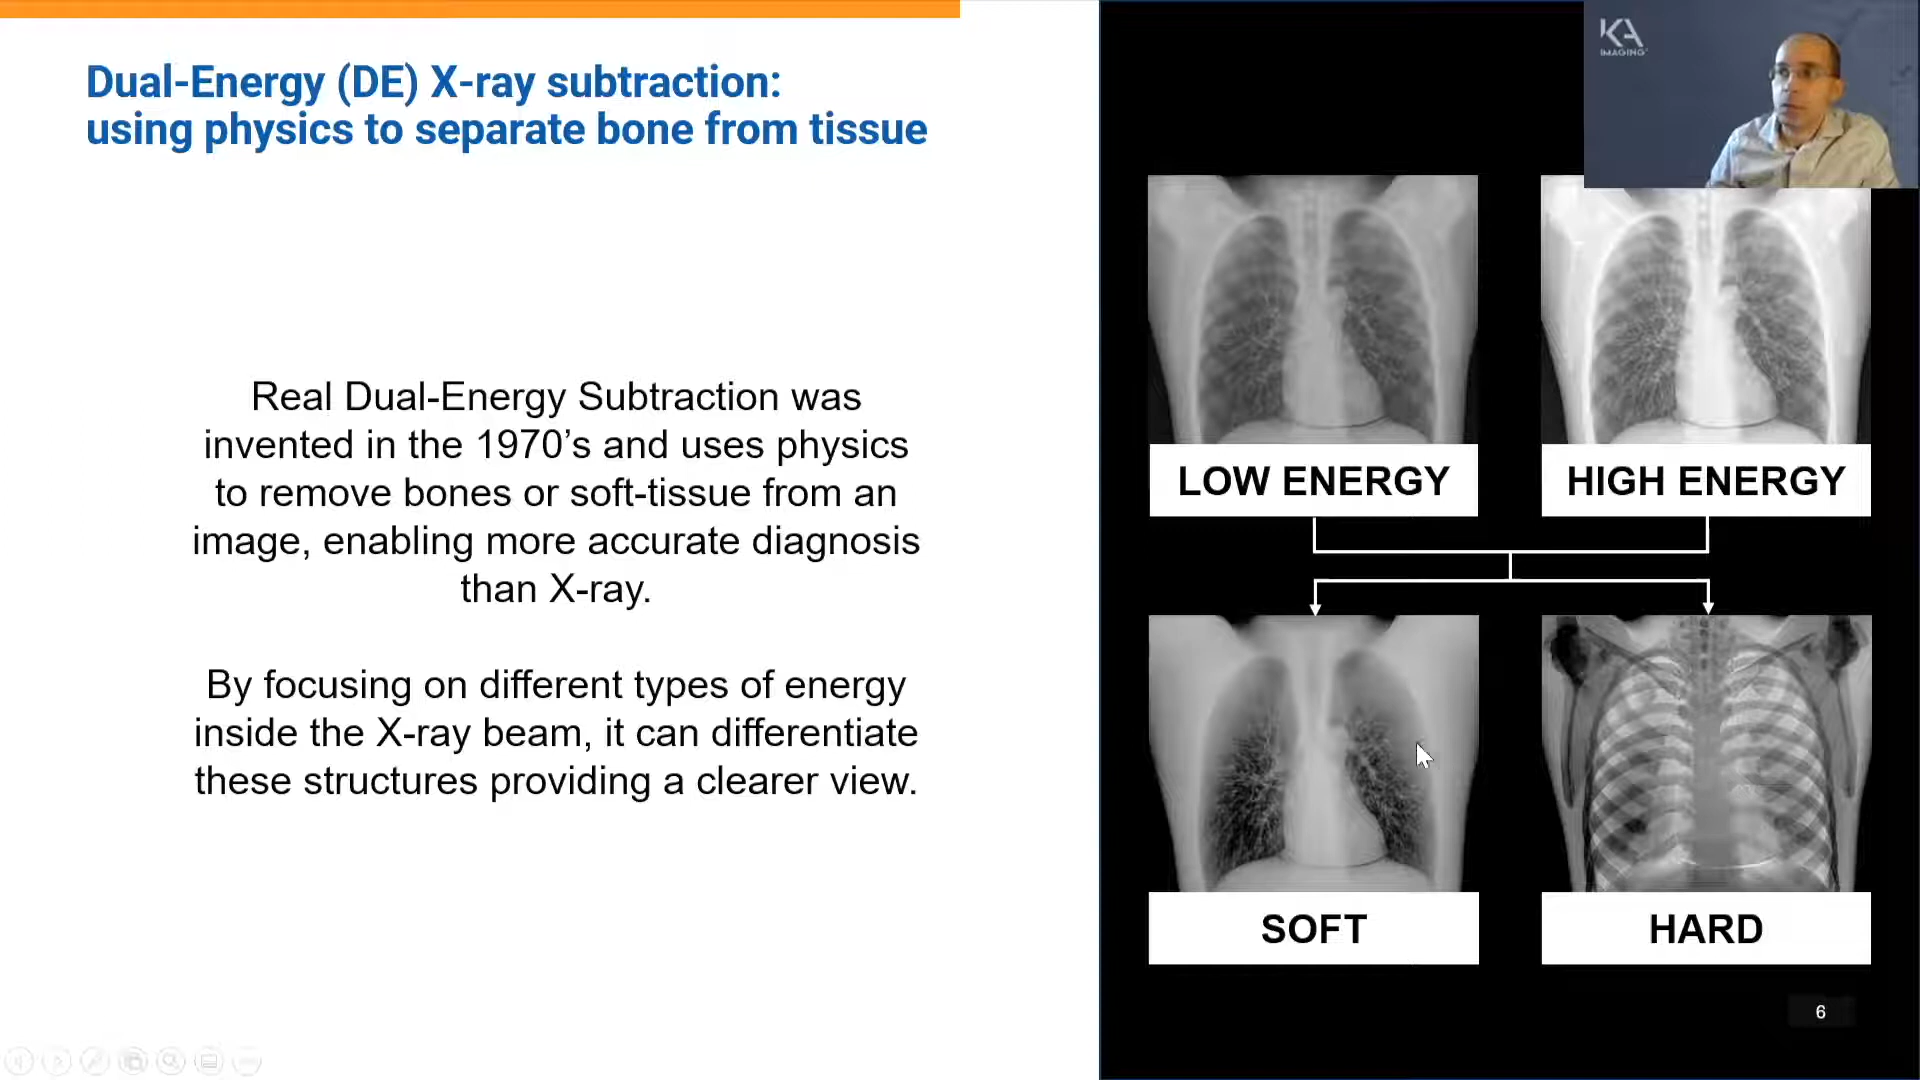 KA
IMAGING
Dual-Energy (DE) X-ray subtraction:
using physics to separate bone from tissue
Real Dual-Energy Subtraction was
invented in the 1970’s and uses physics
to remove bones or soft-tissue from an
image, enabling more accurate diagnosis
than X-ray.
By focusing on different types of energy
inside the X-ray beam, it can differentiate
these structures providing a clearer view.
LOW ENERGY
HIGH ENERGY
SOFT
HARD
6